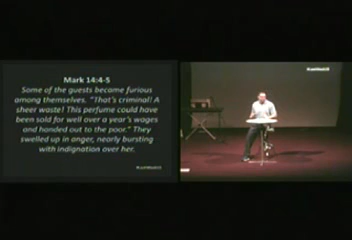 Mark 14:4-5
Some of the guests became furious
among themselves. "That's criminal! A
sheer waste! This perfume could have
been sold for well over a year's wages
and handed out to the poor." They
swelled up in anger, nearly bursting
with indignation over her.